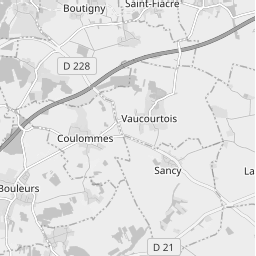 Saint-Fiacre
Boutigny
D 228
Vaucourtois
Coulommes
Sancy
La
Bouleurs
D 21